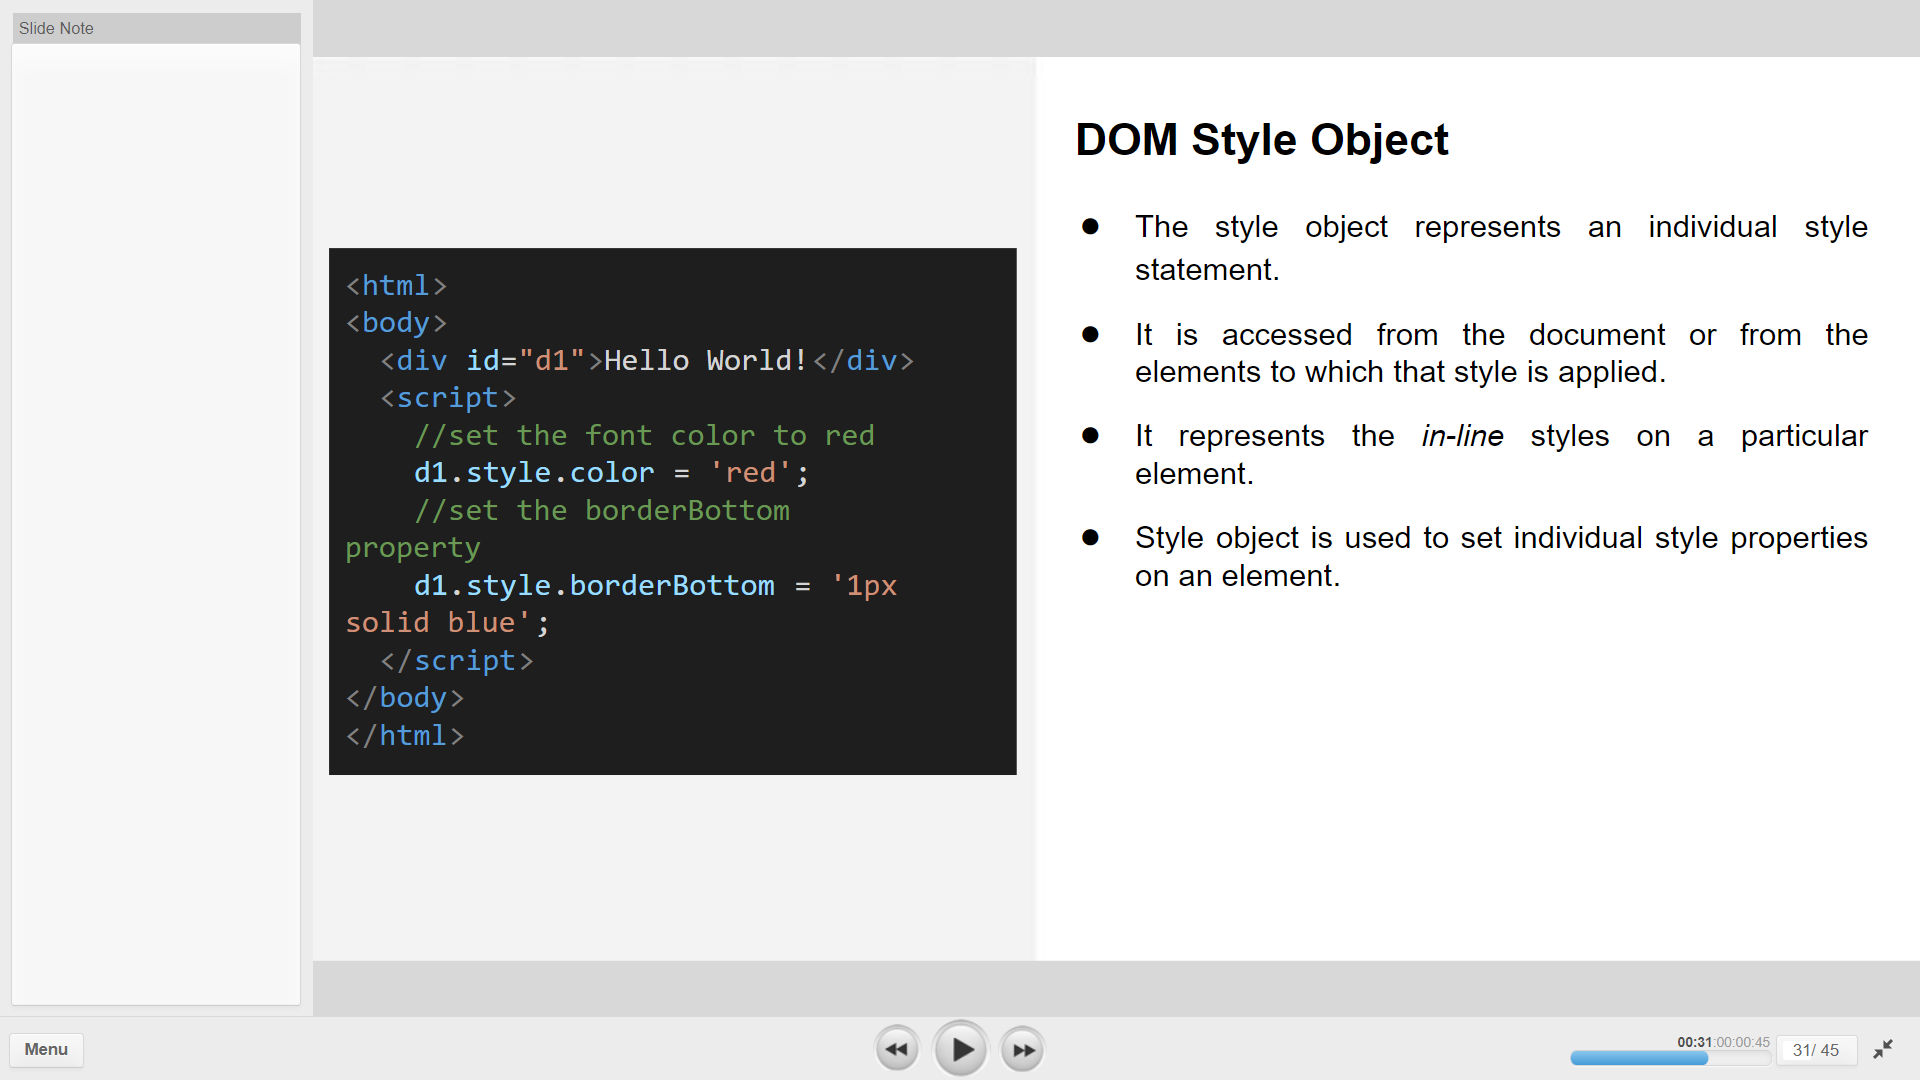 Slide Note
<html>
<body>
<div id="d1">Hello World!</div>
<script>
//set the font color to red
d1.style.color = 'red';
//set the borderBottom
property
d1.style.borderBottom = '1px
solid blue';
</script>
</body>
</html>
DOM Style Object
● The style object represents an individual style
statement.
● It is accessed from the document or from the
elements to which that style is applied.
● It represents the in-line styles on a particular
element.
● Style object is used to set individual style properties
on an element.
Menu
00:31:00:00:45
31/ 45